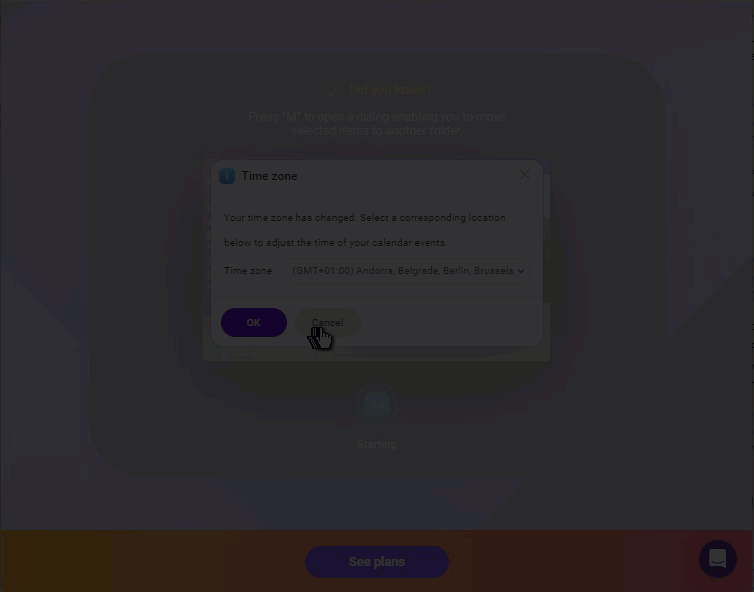 Did you know?
Press "M" to open a dialog enabling you to move
selected items to another folder
Time zone
Your time zone has changed. Select a corresponding location
below to adjust the time of your calendar events.
Time zone (GMT+01:00) Andorra, Belgrade, Berlin, Brussels,
OK Cancel
Starting
See plans